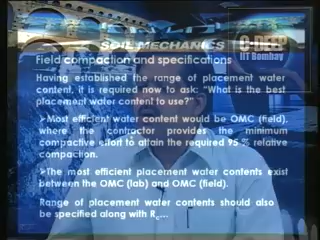 SOIL MECHANICS
e-DEEP
IIT Bombay
Field compaction and specifications
Having established the range of placement water
content, it is required now to ask: "What is the best
placement water content to use?"
➢Most efficient water content would be OMC (field),
where the contractor provides the minimum
compactive effort to attain the required 95 % relative
compaction.
➢The most efficient placement water contents exist
between the OMC (lab) and OMC (field).
Range of placement water contents should also
be specified along with Rc...